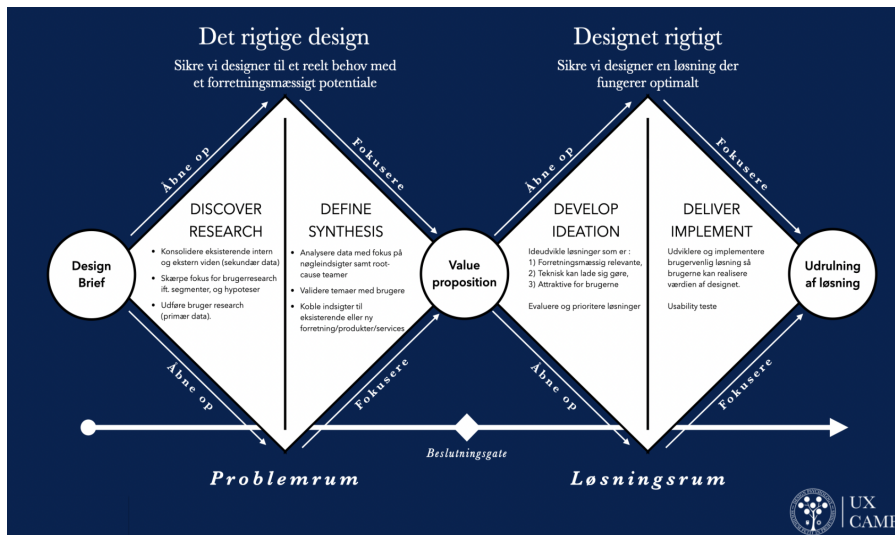 Det rigtige design
Sikre vi designer til et reelt behov med
et forretningsmæssigt potentiale
Designet rigtigt
Sikre vi designer en løsning der
fungerer optimalt
Åbne op
Fokusere
Åbne op
Fokusere
Design
Brief
DISCOVER
RESEARCH
• Konsolidere eksisterende intern
og ekstern viden (sekundær data)
• Skærpe fokus for brugerresearch
ift. segmenter, og hypoteser
• Udføre bruger research
(primær data).
DEFINE
SYNTHESIS
• Analysere data med fokus på
nøgleindsigter samt root-
cause teamer
• Validere temaer med brugere
• Koble indsigter til
eksisterende eller ny
forretning/produkter/services
Value
proposition
DEVELOP
IDEATION
Ideudvikle løsninger som er :
1) Forretningsmæssig relevante,
2) Teknisk kan lade sig gøre,
3) Attraktive for brugerne
Evaluere og prioritere løsninger
DELIVER
IMPLEMENT
Udviklere og implementere
brugervenlig løsning så
brugerne kan realisere
værdien af designet.
Usability teste
Udrulning
af løsning
Åbne op
Fokusere
Åbne op
Fokusere
Beslutningsgate
Problemrum
Løsningsrum
UX
CAMP